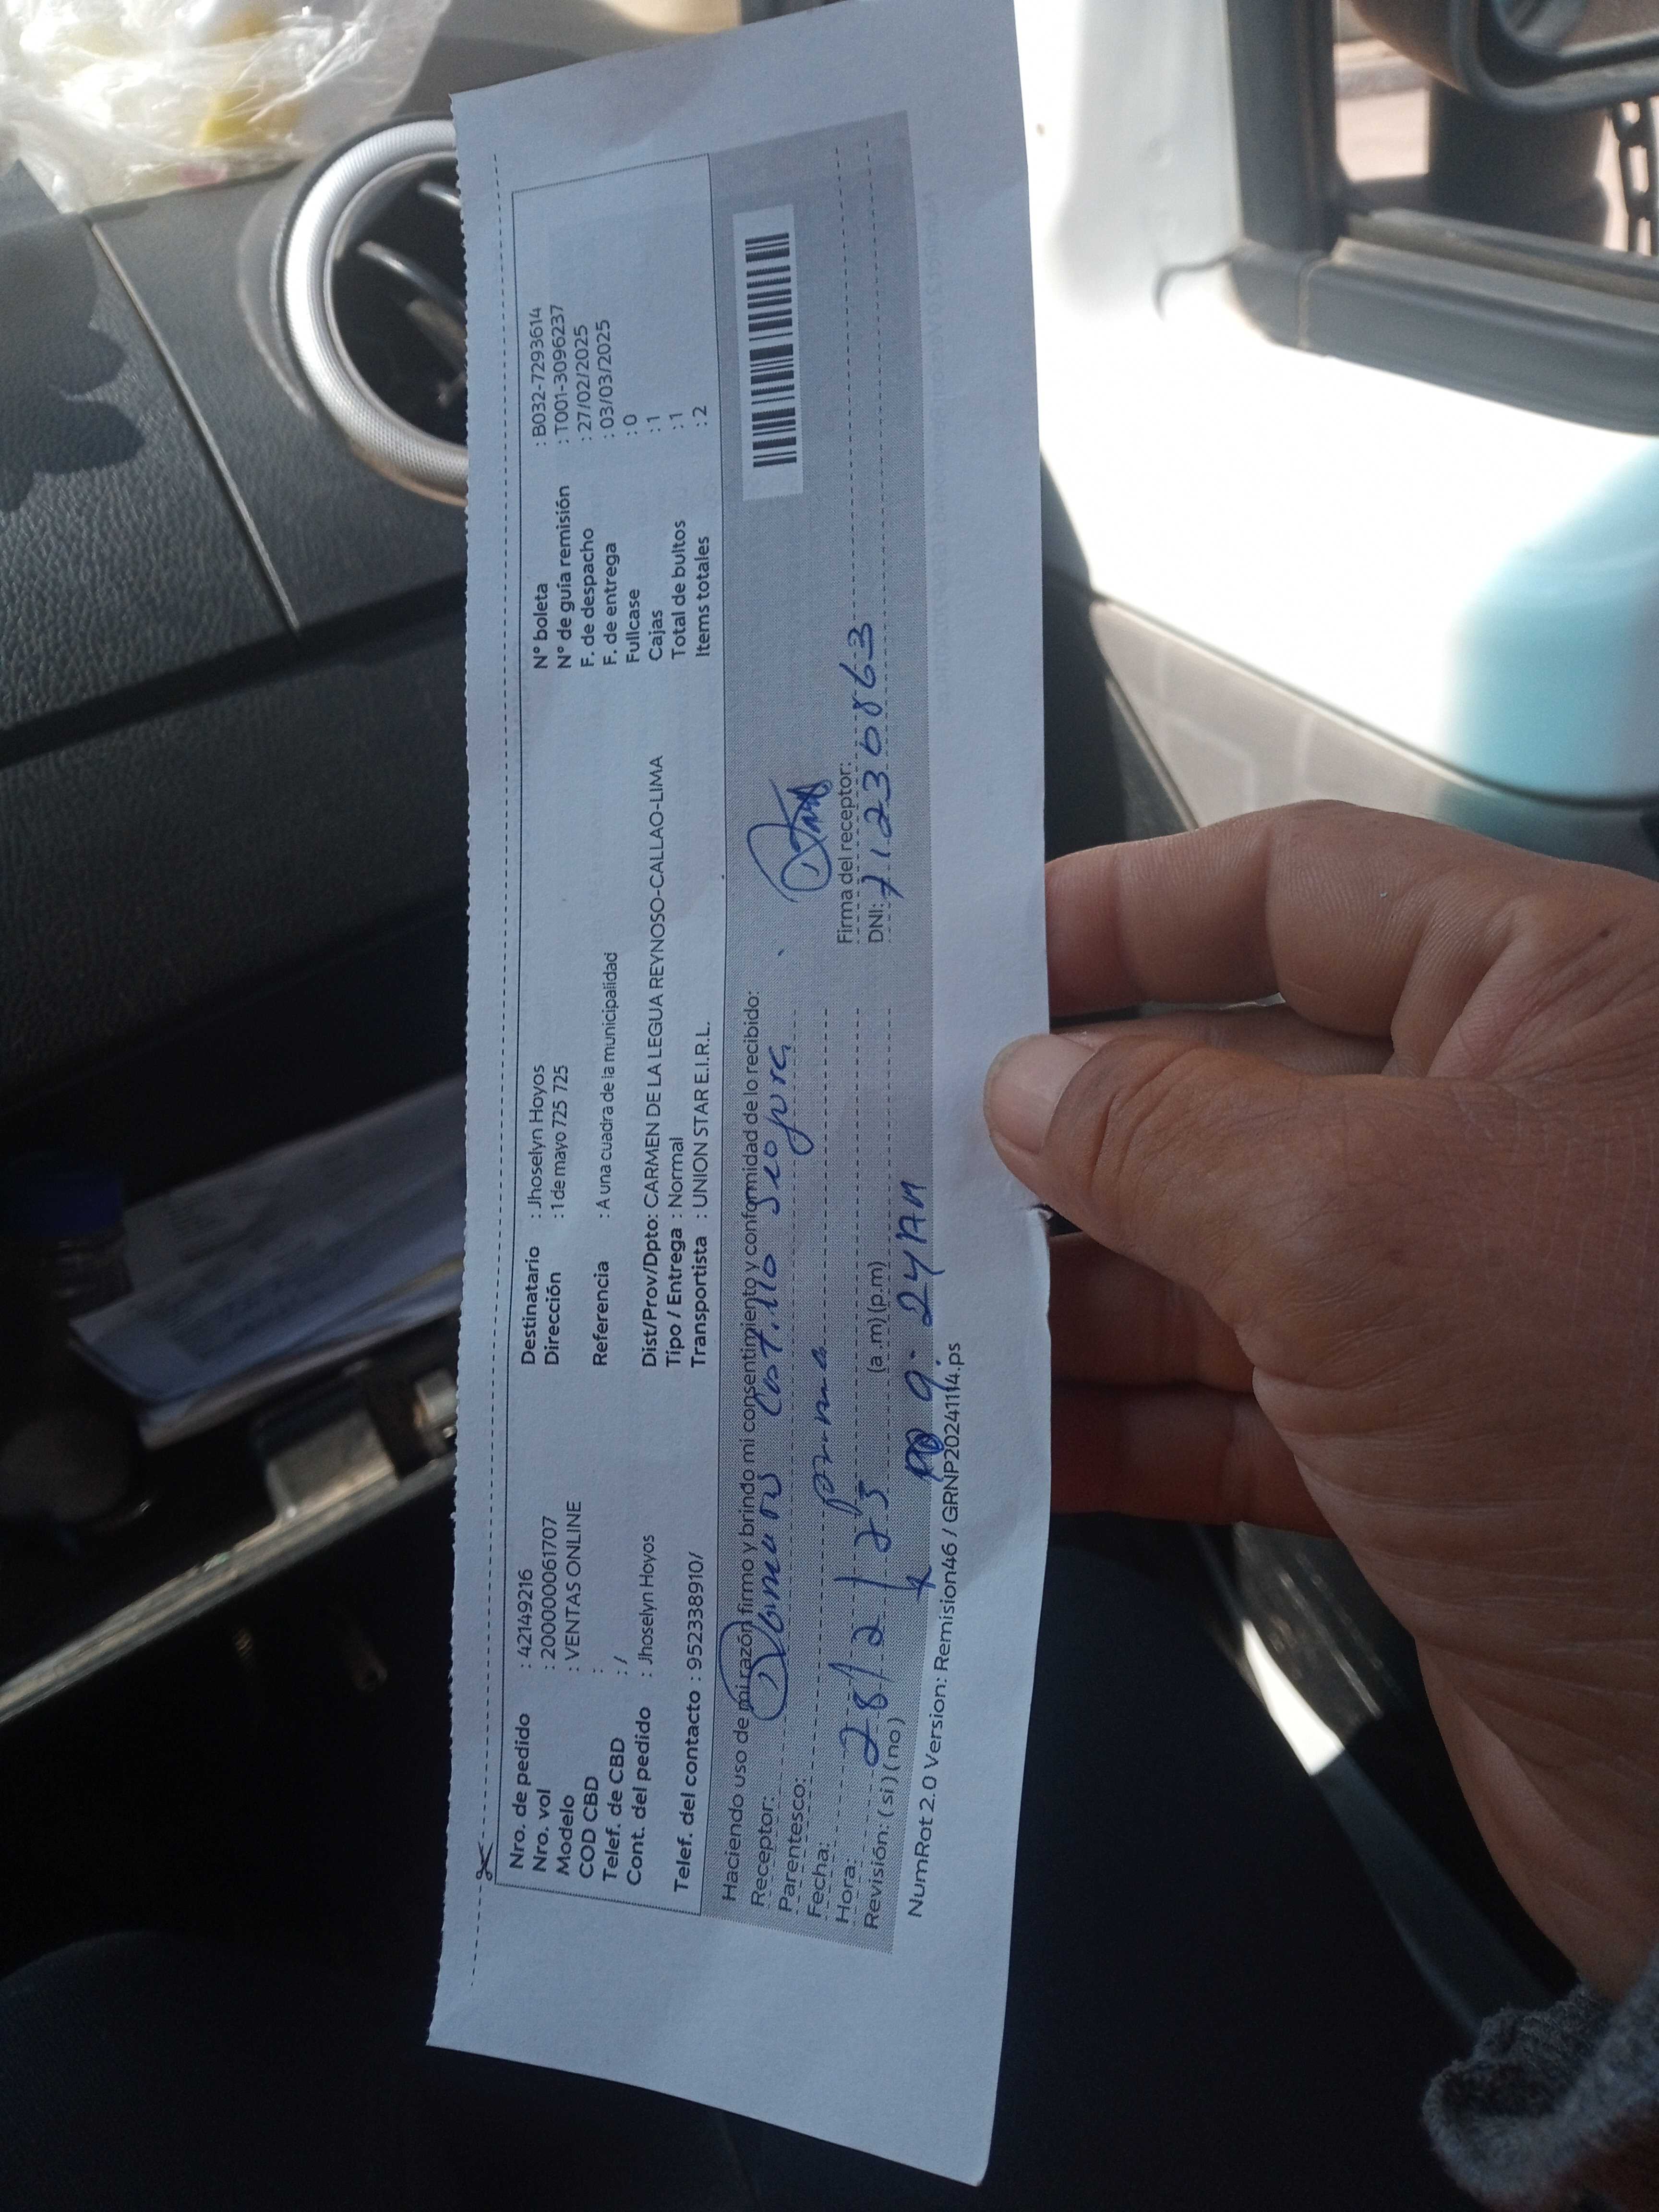 Nro. de pedido : 42149216
Nro. vol : 200000061707
Modelo : VENTAS ONLINE
COD CBD :
Telef. de CBD : /
Cont. del pedido : Jhoselyn Hoyos
Telef. del contacto : 952338910/
Destinatario : Jhoselyn Hoyos
Dirección : 1 de mayo 725 725
Referencia : A una cuadra de la municipalidad
Dist/Prov/Dpto: CARMEN DE LA LEGUA REYNOSO-CALLAO-LIMA
Tipo / Entrega : Normal
Transportista : UNION STAR E.I.R.L.
N° boleta : B032-7293614
N° de guía remisión : T001-3096237
F. de despacho : 27/02/2025
F. de entrega : 03/03/2025
Fullcase : 0
Cajas : 1
Total de bultos : 1
Items totales : 2
Haciendo uso de mi razón firmo y brindo mi consentimiento y conformidad de lo recibido:
Receptor: Castillo Segura
Parentesco: prima
Fecha: 28/2/25
Hora: (a.m) (p.m)
9:24 AM
Revisión: ( si ) ( no )
Firma del receptor:
DNI: 71230863
NumRot 2.0 Version: Remision46 / GRNP20241114.ps